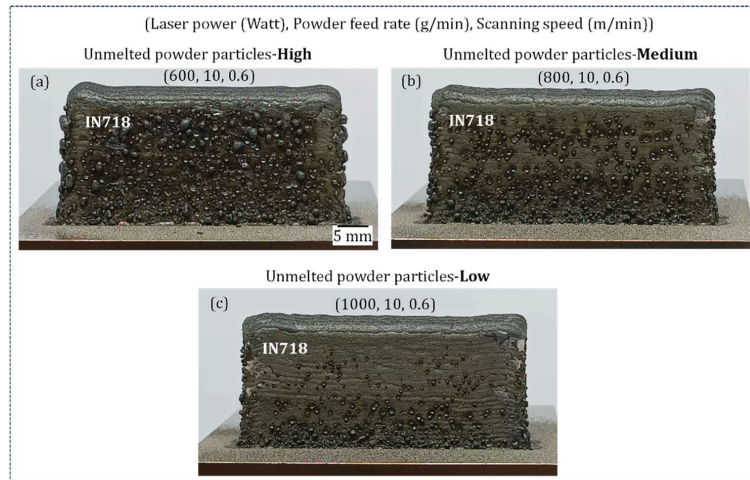 (Laser power (Watt), Powder feed rate (g/min), Scanning speed (m/min))
Unmelted powder particles-High
(a)
(600, 10, 0.6)
IN718
5 mm
Unmelted powder particles-Medium
(b)
(800, 10, 0.6)
IN718
Unmelted powder particles-Low
(c)
(1000, 10, 0.6)
IN718